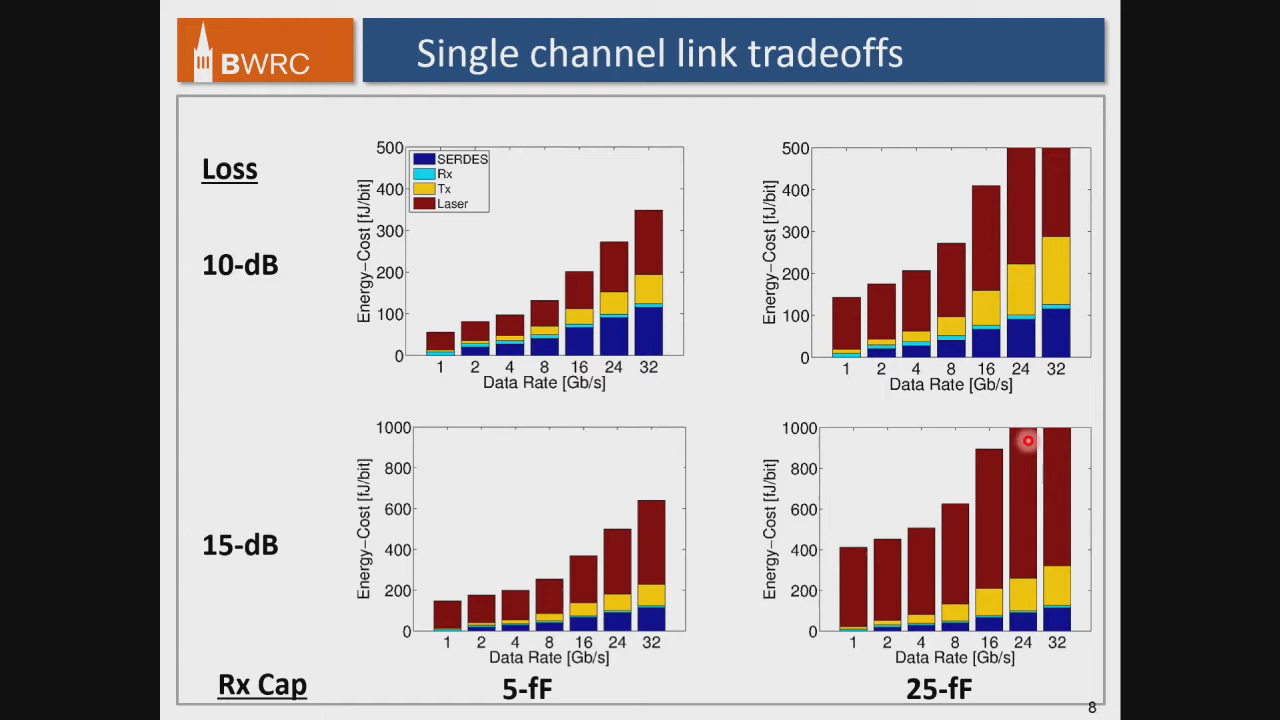 BWRC
Single channel link tradeoffs
Loss
10-dB
15-dB
Rx Cap
5-fF
25-fF
Energy−Cost [fJ/bit]
500
400
300
200
100
0
SERDES
Rx
Tx
Laser
1 2 4 8 16 24 32
Data Rate [Gb/s]
Energy−Cost [fJ/bit]
500
400
300
200
100
0
1 2 4 8 16 24 32
Data Rate [Gb/s]
Energy−Cost [fJ/bit]
1000
800
600
400
200
0
1 2 4 8 16 24 32
Data Rate [Gb/s]
Energy−Cost [fJ/bit]
1000
800
600
400
200
0
1 2 4 8 16 24 32
Data Rate [Gb/s]
8